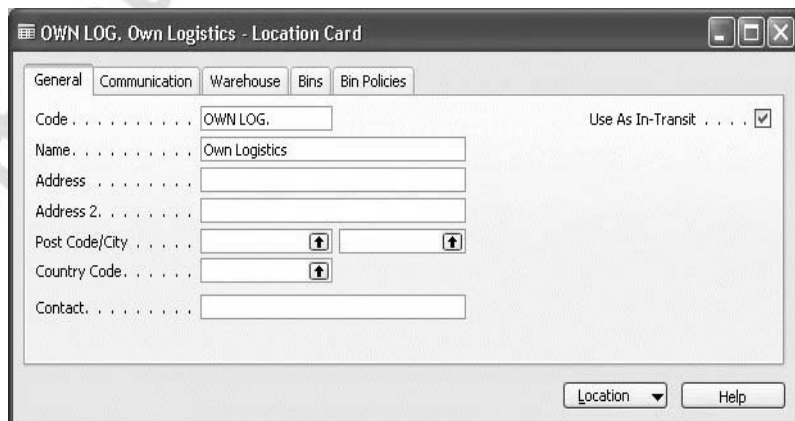 OWN LOG. Own Logistics - Location Card
General Communication Warehouse Bins Bin Policies
Code . . . . . . . . . . . OWN LOG. Use As In-Transit . . . .
Name. . . . . . . . . . . Own Logistics
Address . . . . . . . .
Address 2. . . . . . . .
Post Code/City . . . . .
Country Code. . . . . .
Contact. . . . . . . . .
Location Help